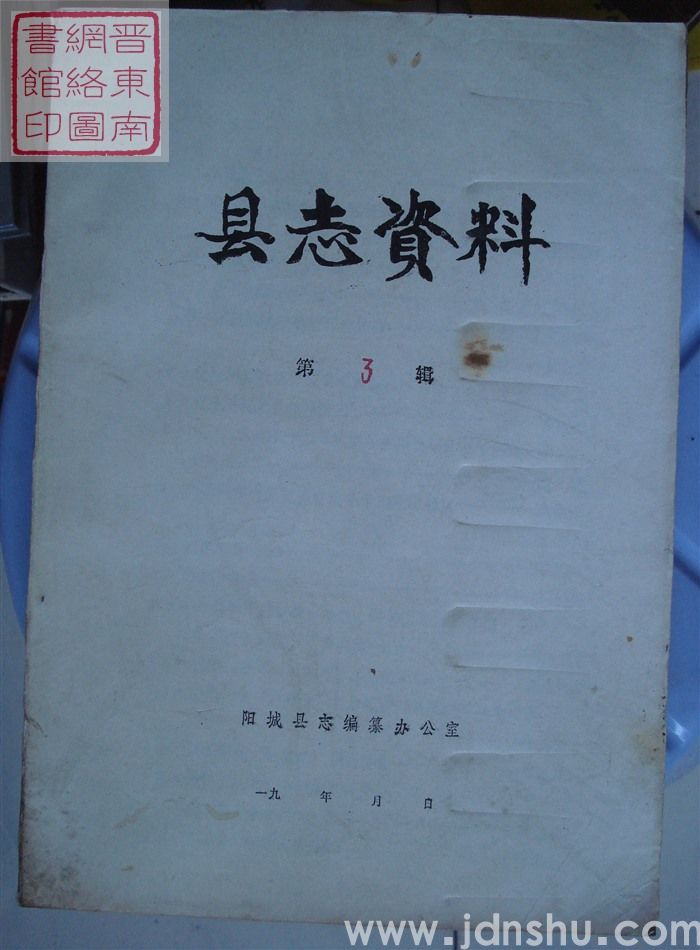 晋東南
網絡圖
書館印
县志資料
第 3 辑
阳城县志编纂办公室
一九 年 月 日
www.jdnshu.com